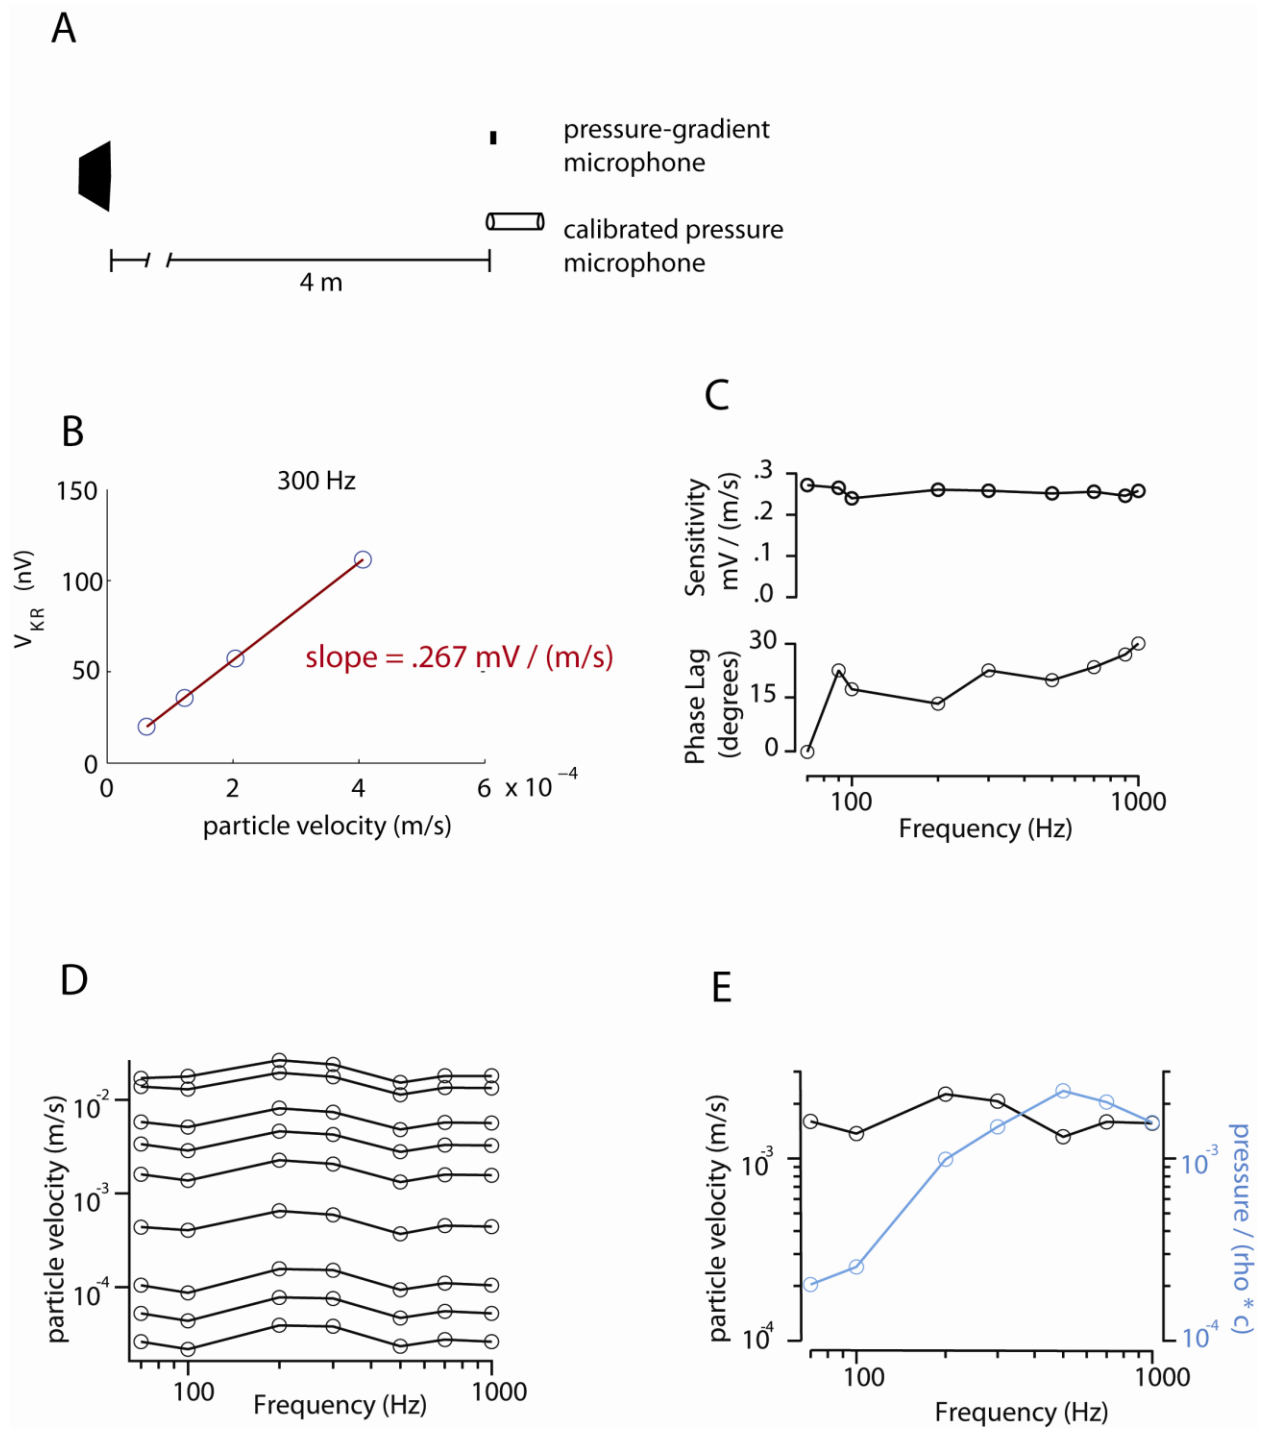 A
pressure-gradient
microphone
calibrated pressure
microphone
4 m
B
300 Hz
150
100
50
0
V KR (nV)
slope = .267 mV / (m/s)
0 2 4 6 x 10⁻⁴
particle velocity (m/s)
C
Sensitivity
mV / (m/s)
.3
.2
.1
.0
Phase Lag
(degrees)
30
15
0
100 1000
Frequency (Hz)
D
particle velocity (m/s)
10⁻²
10⁻³
10⁻⁴
100 1000
Frequency (Hz)
E
particle velocity (m/s)
10⁻³
10⁻⁴
10⁻³
10⁻⁴
pressure / (rho * c)
100 1000
Frequency (Hz)